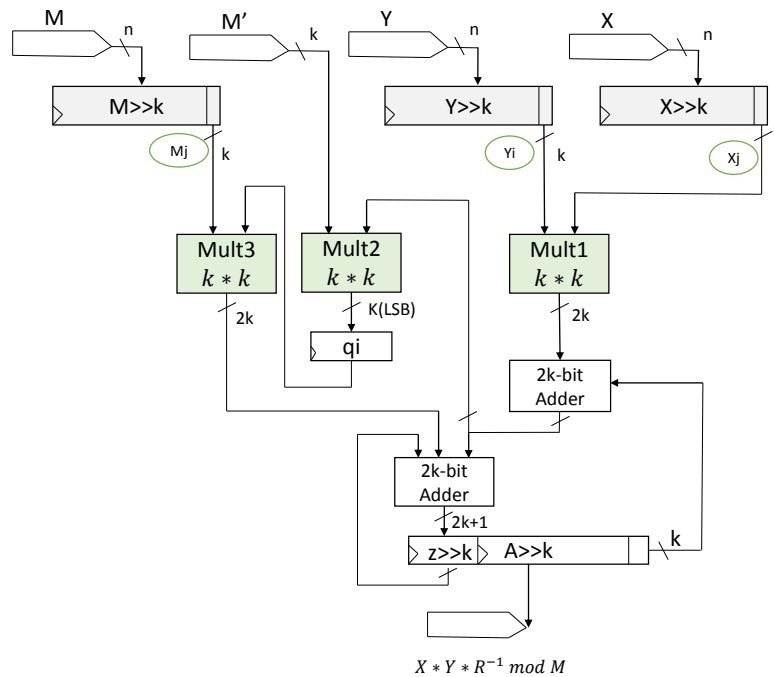 M
M’
Y
X
n
k
n
n
M>>k
Y>>k
X>>k
Mj
k
Yi
k
Xj
Mult3
k ∗ k
Mult2
k ∗ k
Mult1
k ∗ k
2k
K(LSB)
2k
qi
2k-bit
Adder
2k-bit
Adder
2k+1
z>>k
A>>k
k
X ∗ Y ∗ R⁻¹ mod M